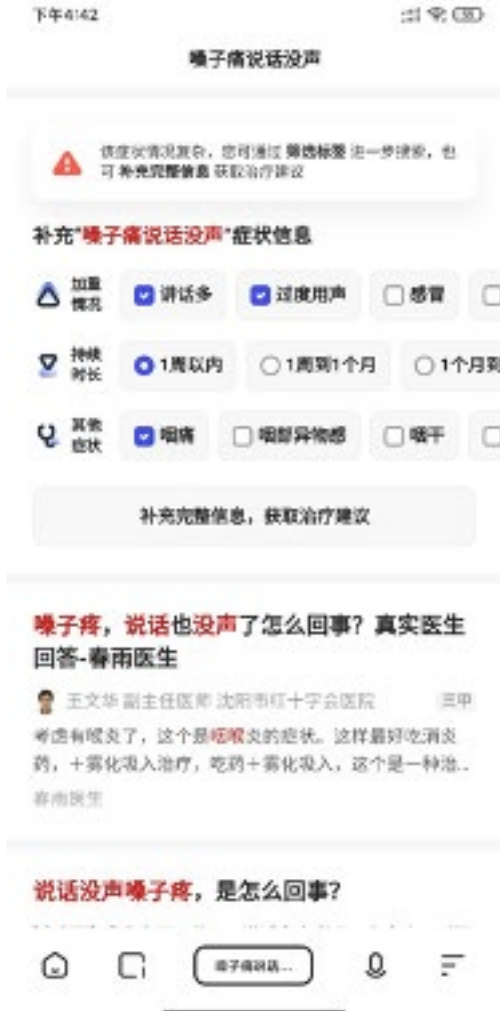 下午4:42
嗓子痛说话没声
该症状情况复杂，您可通过 筛选标签 进一步搜索，也
可 补充完整信息 获取治疗建议
补充"嗓子痛说话没声"症状信息
加重
情况
讲话多
过度用声
感冒
持续
时长
1周以内
1周到1个月
1个月到
其他
症状
咽痛
咽部异物感
咽干
补充完整信息，获取治疗建议
嗓子疼，说话也没声了怎么回事？真实医生
回答-春雨医生
王文华 副主任医师 沈阳市红十字会医院 三甲
考虑有喉炎了，这个是咽喉炎的症状。这样最好吃消炎
药，＋雾化吸入治疗，吃药＋雾化吸入，这个是一种治...
春雨医生
说话没声嗓子疼，是怎么回事？
嗓子痛说话...